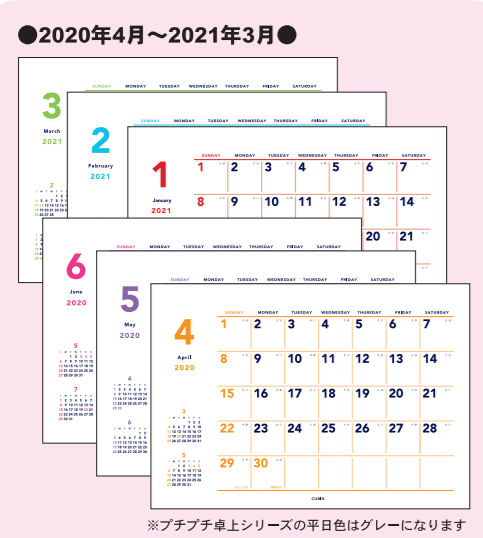 ●2020年4月～2021年3月●
3
March
2021
SUNDAY MONDAY TUESDAY WEDNESDAY THURSDAY FRIDAY SATURDAY
2
2
February
2021
SUNDAY MONDAY TUESDAY WEDNESDAY THURSDAY FRIDAY SATURDAY
1
January
2021
SUNDAY MONDAY TUESDAY WEDNESDAY THURSDAY FRIDAY SATURDAY
1 2 3 4 5 6 7
8 9 10 11 12 13 14
20 21
6
June
2020
SUNDAY MONDAY TUESDAY WEDNESDAY THURSDAY FRIDAY SATURDAY
5
7
5
May
2020
SUNDAY MONDAY TUESDAY WEDNESDAY THURSDAY FRIDAY SATURDAY
4
6
4
April
2020
SUNDAY MONDAY TUESDAY WEDNESDAY THURSDAY FRIDAY SATURDAY
1 2 3 4 5 6 7
8 9 10 11 12 13 14
15 16 17 18 19 20 21
22 23 24 25 26 27 28
29 30
3
5
※プチプチ卓上シリーズの平日色はグレーになります